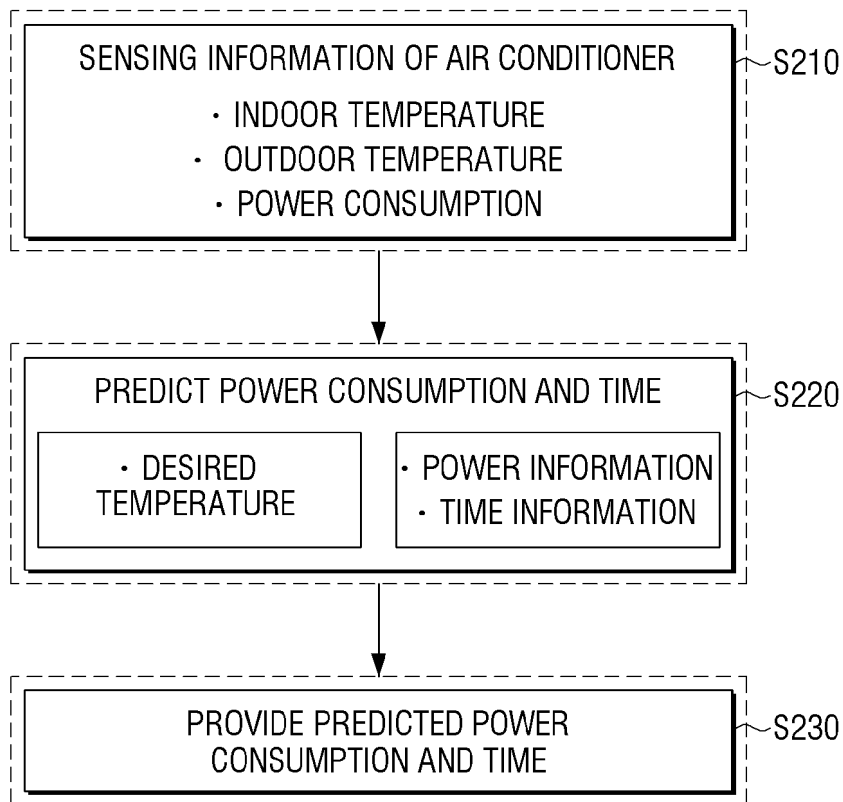 SENSING INFORMATION OF AIR CONDITIONER
· INDOOR TEMPERATURE
· OUTDOOR TEMPERATURE
· POWER CONSUMPTION
S210
PREDICT POWER CONSUMPTION AND TIME
· DESIRED
TEMPERATURE
· POWER INFORMATION
· TIME INFORMATION
S220
PROVIDE PREDICTED POWER
CONSUMPTION AND TIME
S230